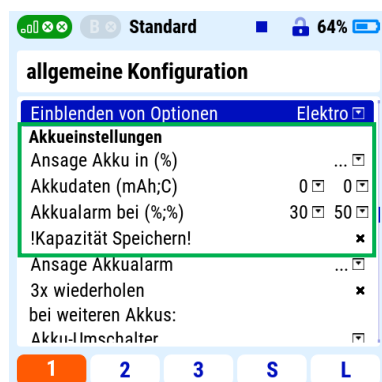 B Standard 64%
allgemeine Konfiguration
Einblenden von Optionen Elektro
Akkueinstellungen
Ansage Akku in (%) ...
Akkudaten (mAh;C) 0 0
Akkualarm bei (%;%) 30 50
!Kapazität Speichern!
Ansage Akkualarm ...
3x wiederholen
bei weiteren Akkus:
Akku-Umschalter
1 2 3 S L